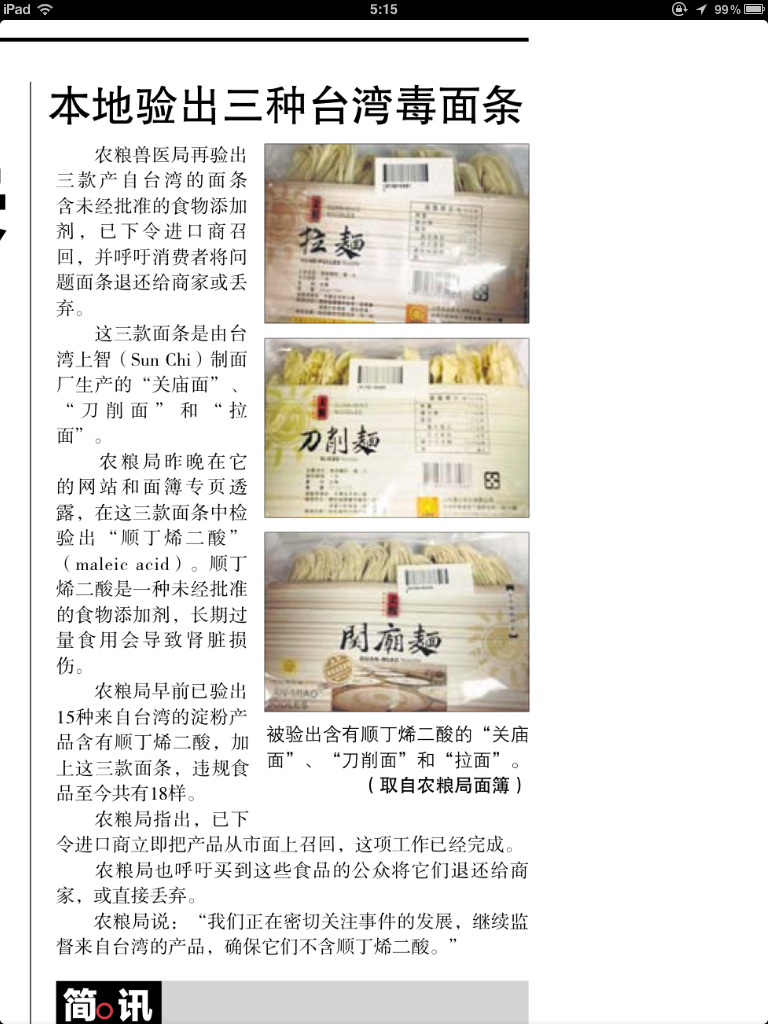 iPad
5:15
99%
本地验出三种台湾毒面条
农粮兽医局再验出
三款产自台湾的面条
含未经批准的食物添加
剂，已下令进口商召
回，并呼吁消费者将问
题面条退还给商家或丢
弃。
这三款面条是由台
湾上智（Sun Chi）制面
厂生产的“关庙面”、
“刀削面”和“拉
面”。
农粮局昨晚在它
的网站和面簿专页透
露，在这三款面条中检
验出“顺丁烯二酸”
（maleic acid）。顺丁
烯二酸是一种未经批准
的食物添加剂，长期过
量食用会导致肾脏损
伤。
农粮局早前已验出
15种来自台湾的淀粉产
品含有顺丁烯二酸，加
上这三款面条，违规食
品至今共有18样。
农粮局指出，已下
令进口商立即把产品从市面上召回，这项工作已经完成。
农粮局也呼吁买到这些食品的公众将它们退还给商
家，或直接丢弃。
农粮局说：“我们正在密切关注事件的发展，继续监
督来自台湾的产品，确保它们不含顺丁烯二酸。”
拉麵
刀削麵
関廟麵
被验出含有顺丁烯二酸的“关庙
面”、“刀削面”和“拉面”。
（取自农粮局面簿）
简讯